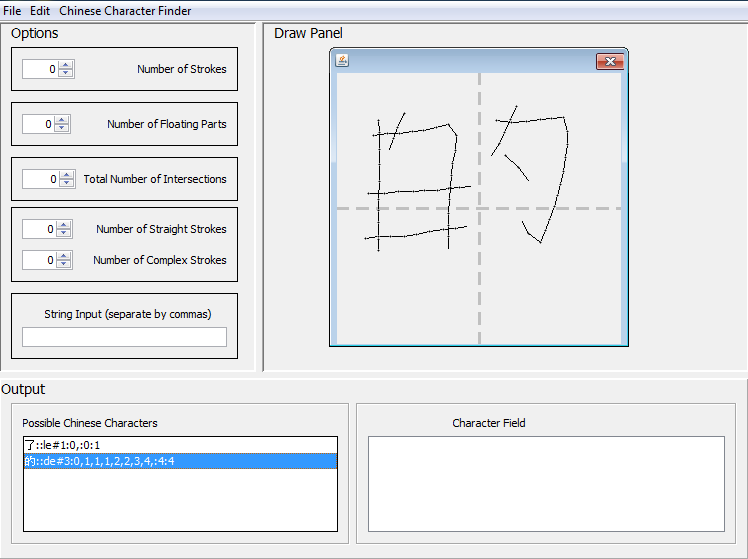 File Edit Chinese Character Finder
Options
0 Number of Strokes
0 Number of Floating Parts
0 Total Number of Intersections
0 Number of Straight Strokes
0 Number of Complex Strokes
String Input (separate by commas)
Draw Panel
的
Output
Possible Chinese Characters
了::le#1:0,:0:1
的::de#3:0,1,1,1,2,2,3,4,:4:4
Character Field